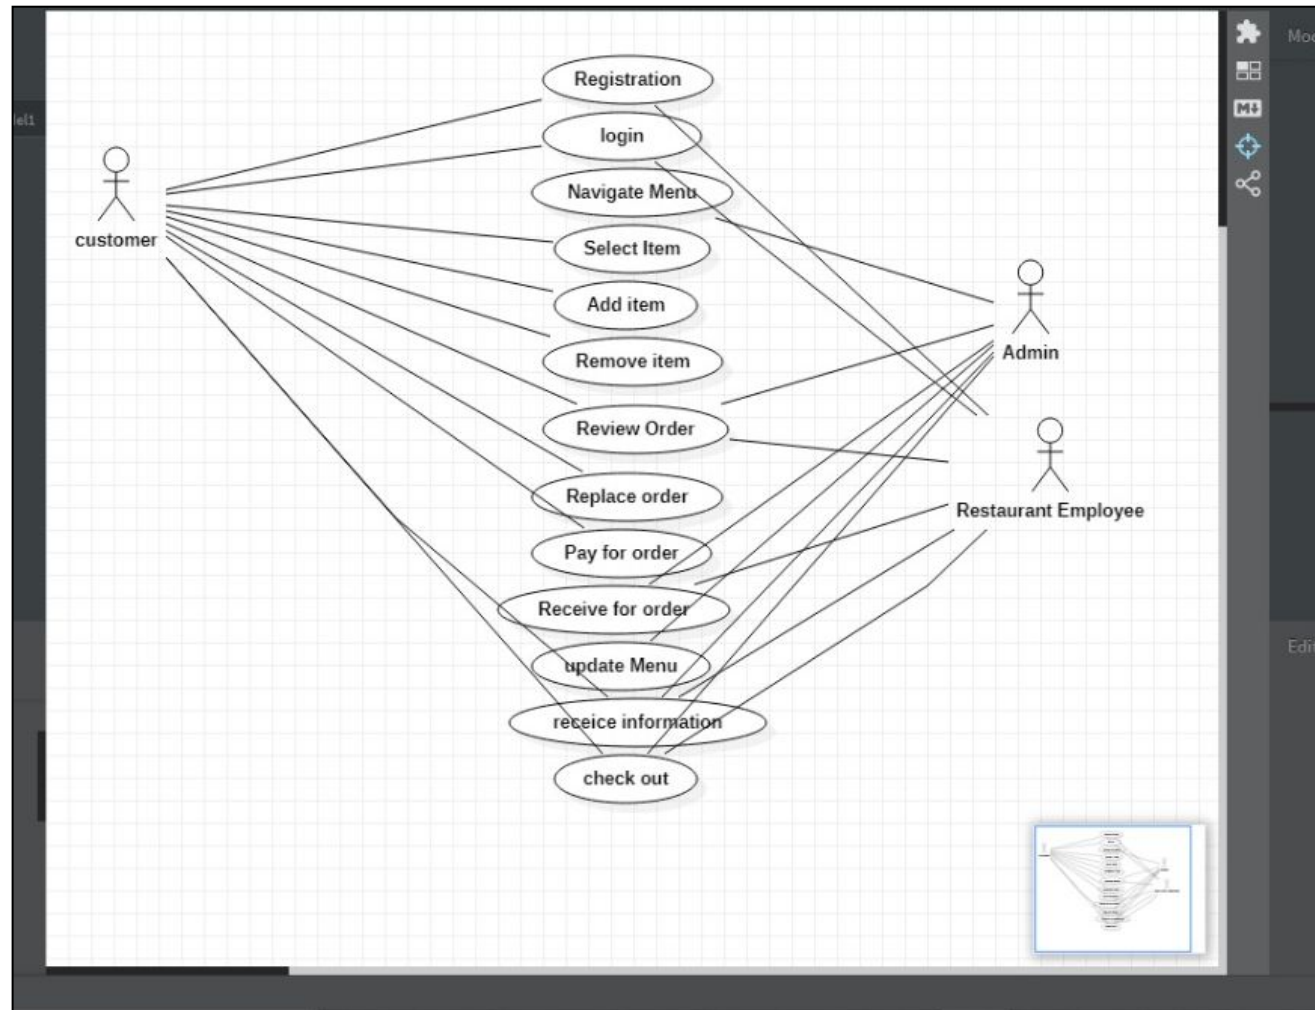 Registration
login
Navigate Menu
Select Item
Add item
Remove item
Review Order
Replace order
Pay for order
Receive for order
update Menu
receice information
check out
customer
Admin
Restaurant Employee
M